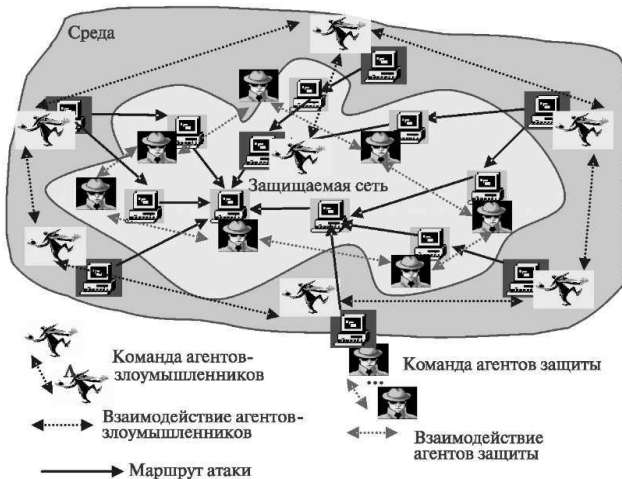 Среда
Защищаемая сеть
Команда агентов-
злоумышленников
Взаимодействие агентов-
злоумышленников
Маршрут атаки
Команда агентов защиты
...
Взаимодействие
агентов защиты